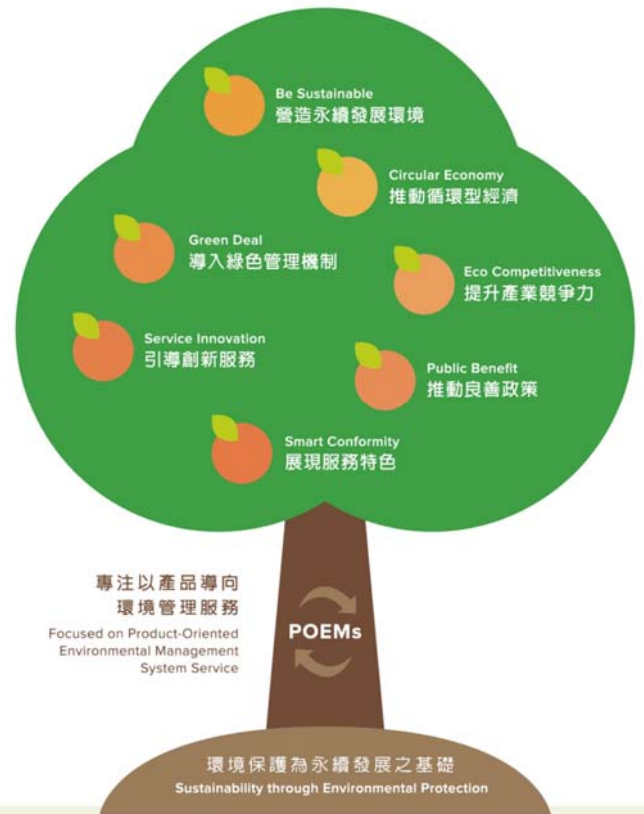 Be Sustainable
營造永續發展環境
Circular Economy
推動循環型經濟
Green Deal
導入綠色管理機制
Eco Competitiveness
提升產業競爭力
Service Innovation
引導創新服務
Public Benefit
推動良善政策
Smart Conformity
展現服務特色
專注以產品導向
環境管理服務
Focused on Product-Oriented
Environmental Management
System Service
POEMs
環境保護為永續發展之基礎
Sustainability through Environmental Protection